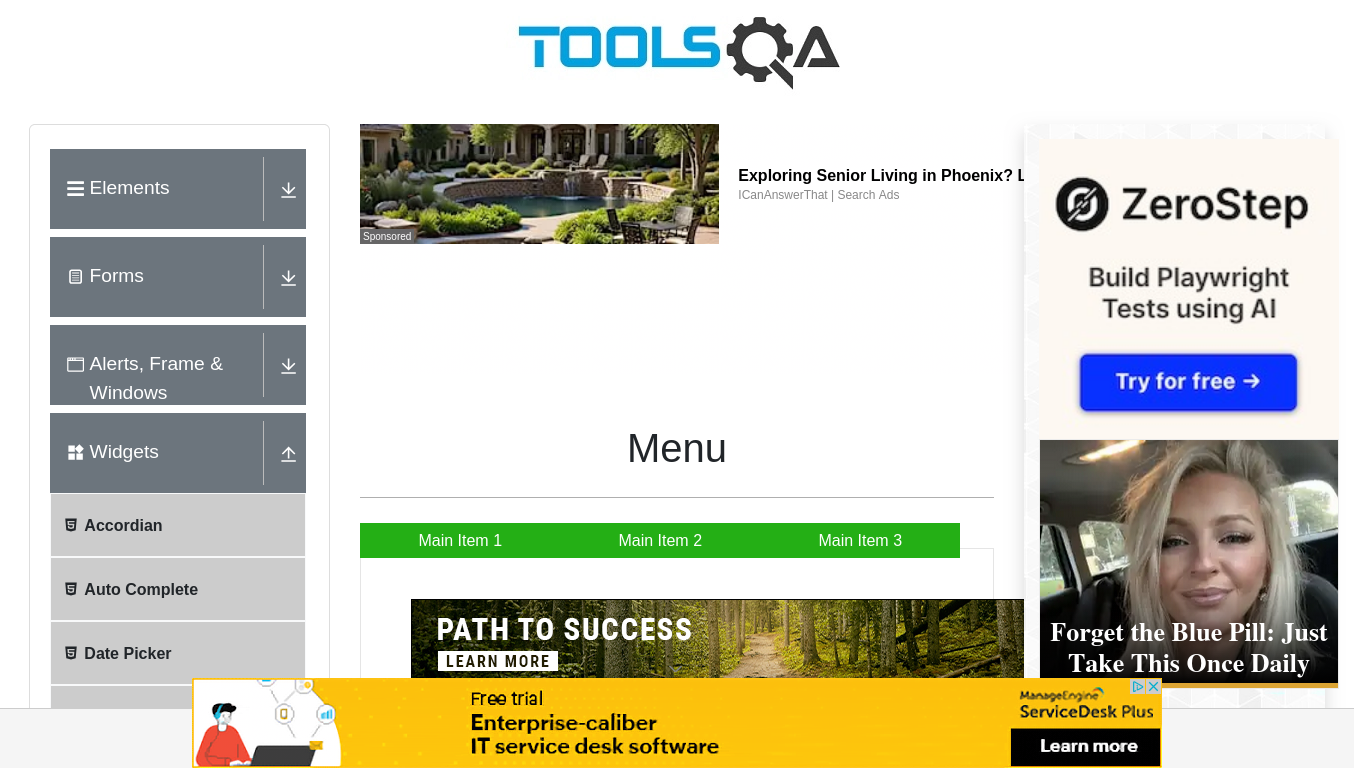 TOOLSQA
Elements
Forms
Alerts, Frame &
Windows
Widgets
Accordian
Auto Complete
Date Picker
Sponsored
Exploring Senior Living in Phoenix? L
ICanAnswerThat | Search Ads
Menu
Main Item 1
Main Item 2
Main Item 3
PATH TO SUCCESS
LEARN MORE
ZeroStep
Build Playwright
Tests using AI
Try for free →
Forget the Blue Pill: Just
Take This Once Daily
Free trial
Enterprise-caliber
IT service desk software
ManageEngine
ServiceDesk Plus
Learn more